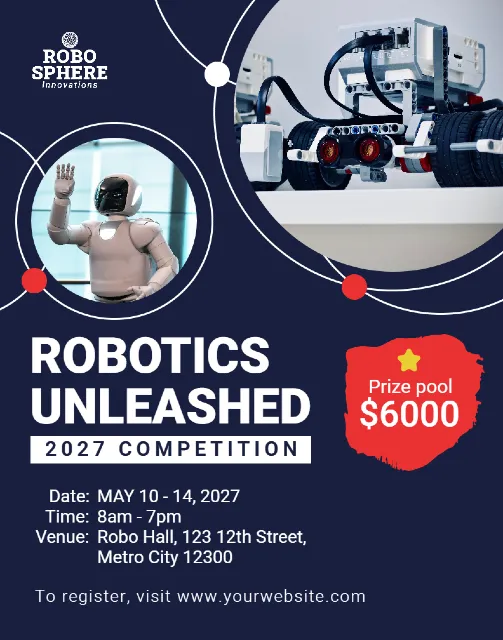 ROBO
SPHERE
Innovations
ROBOTICS
UNLEASHED
2027 COMPETITION
Prize pool
$6000
Date: MAY 10 - 14, 2027
Time: 8am - 7pm
Venue: Robo Hall, 123 12th Street,
Metro City 12300
To register, visit www.yourwebsite.com